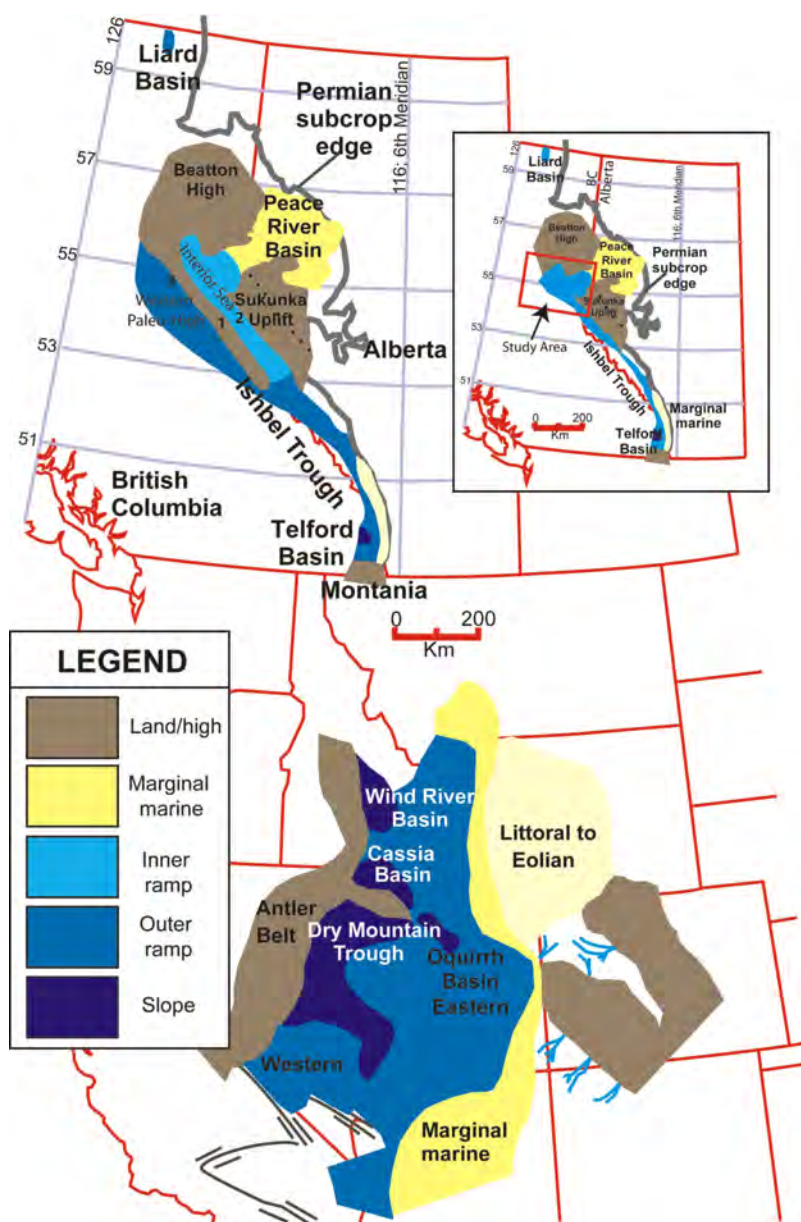 126
Liard
Basin
59
Permian
subcrop
edge
57
Beatton
High
116; 6th Meridian
Peace
River
Basin
55
Interior Sea
Sukunka
2 Uplift
1
Paleo-High
Alberta
53
Ishbel Trough
51
British
Columbia
Telford
Basin
Montania
0 200
Km
126
Liard
Basin
59
BC
Alberta
116; 6th Meridian
57
Beatton
High
Peace
River
Basin
Permian
subcrop
edge
55
Sukunka
Uplift
53
Study Area
Ishbel Trough
51
0 200
Km
Marginal
marine
Telford
Basin
LEGEND
Land/high
Marginal
marine
Inner
ramp
Outer
ramp
Slope
Wind River
Basin
Littoral to
Eolian
Cassia
Basin
Antler
Belt
Dry Mountain
Trough
Oquirrh
Basin
Eastern
Western
Marginal
marine